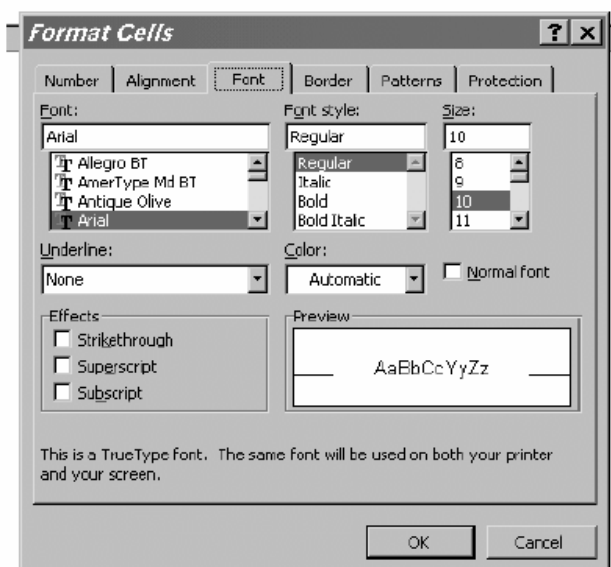 Format Cells
Number Alignment Font Border Patterns Protection
Font: Font style: Size:
Arial Regular 10
Allegro BT Regular 8
AmerType Md BT Italic 9
Antique Olive Bold 10
Arial Bold Italic 11
Underline: Color:
None Automatic Normal font
Effects Preview
Strikethrough
Superscript AaBbCcYyZz
Subscript
This is a TrueType font. The same font will be used on both your printer
and your screen.
OK Cancel